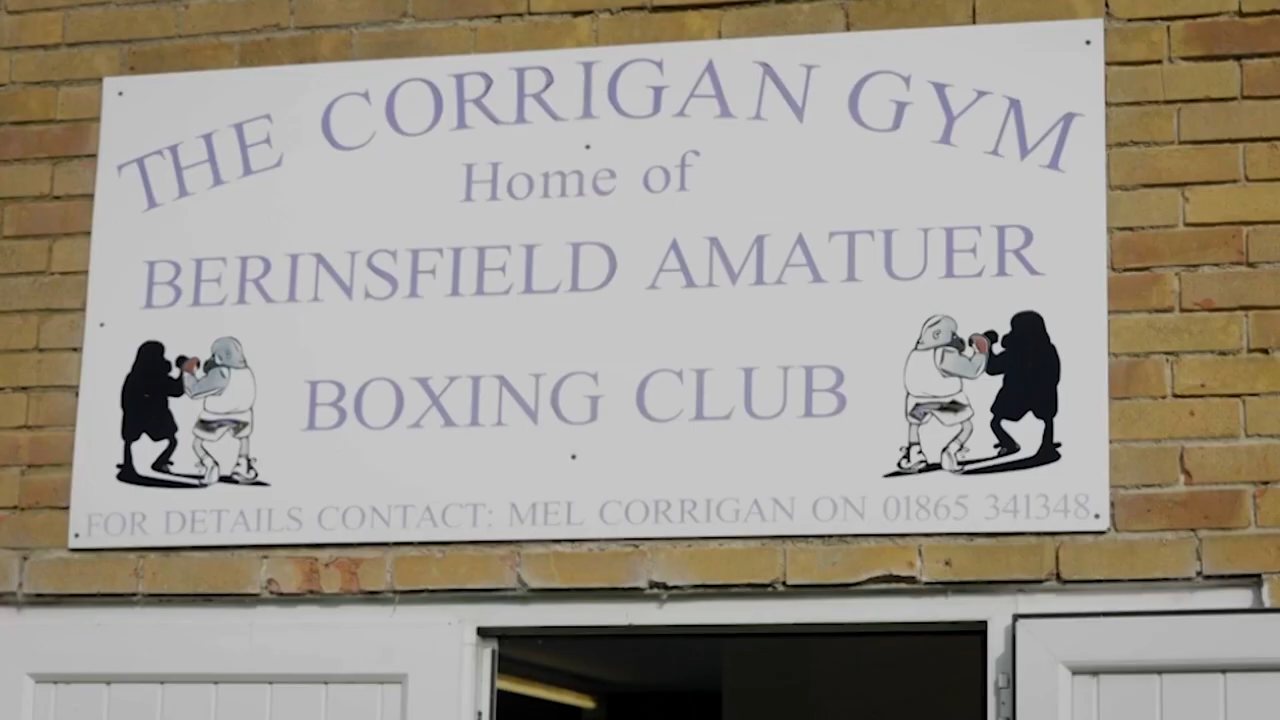 THE CORRIGAN GYM
Home of
BERINSFIELD AMATUER
BOXING CLUB
FOR DETAILS CONTACT: MEL CORRIGAN ON 01865 341348.